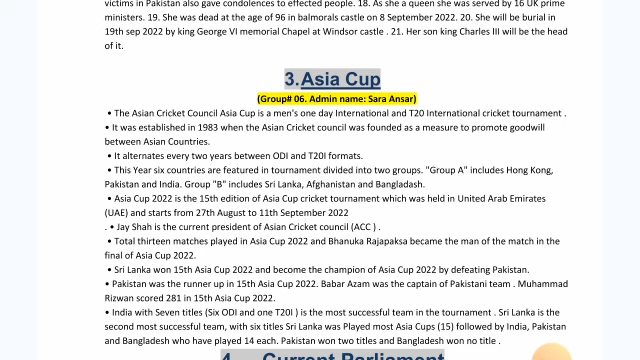 victims in Pakistan also gave condolences to effected people. 18. As she a queen she was served by 16 UK prime
ministers. 19. She was dead at the age of 96 in balmorals castle on 8 September 2022. 20. She will be burial in
19th sep 2022 by king George VI memorial Chapel at Windsor castle . 21. Her son king Charles III will be the head
of it.
3.Asia Cup
(Group# 06. Admin name: Sara Ansar)
• The Asian Cricket Council Asia Cup is a men's one day International and T20 International cricket tournament .
• It was established in 1983 when the Asian Cricket council was founded as a measure to promote goodwill
between Asian Countries.
• It alternates every two years between ODI and T20I formats.
• This Year six countries are featured in tournament divided into two groups. "Group A" includes Hong Kong,
Pakistan and India. Group "B" includes Sri Lanka, Afghanistan and Bangladash.
• Asia Cup 2022 is the 15th edition of Asia Cup cricket tournament which was held in United Arab Emirates
(UAE) and starts from 27th August to 11th September 2022
. • Jay Shah is the current president of Asian Cricket council (ACC ) .
• Total thirteen matches played in Asia Cup 2022 and Bhanuka Rajapaksa became the man of the match in the
final of Asia Cup 2022.
• Sri Lanka won 15th Asia Cup 2022 and become the champion of Asia Cup 2022 by defeating Pakistan.
• Pakistan was the runner up in 15th Asia Cup 2022. Babar Azam was the captain of Pakistani team . Muhammad
Rizwan scored 281 in 15th Asia Cup 2022.
• India with Seven titles (Six ODI and one T20I ) is the most successful team in the tournament . Sri Lanka is the
second most successful team, with six titles Sri Lanka was Played most Asia Cups (15) followed by India, Pakistan
and Bangladesh who have played 14 each. Pakistan won two titles and Bangladesh won no title .
4. Current Parliament